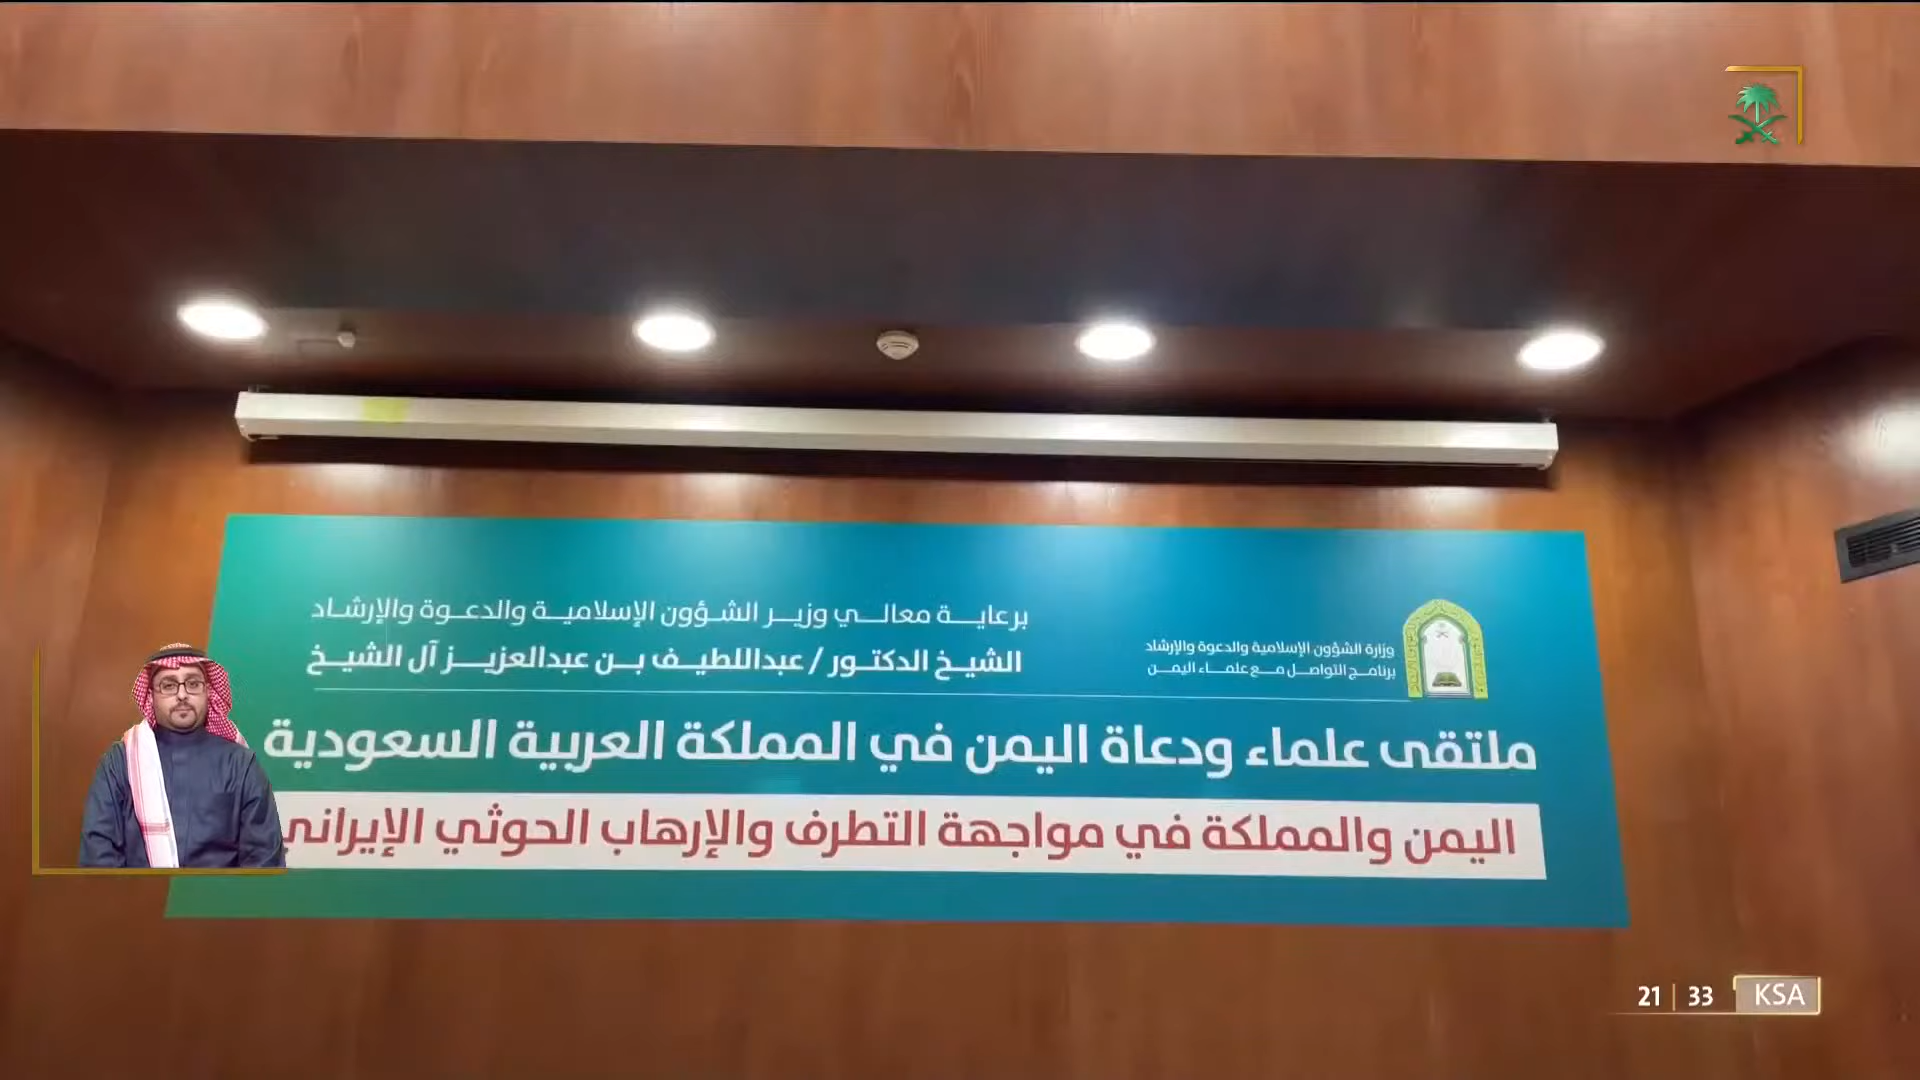 برعاية معالي وزير الشؤون الإسلامية والدعوة والإرشاد
الشيخ الدكتور / عبداللطيف بن عبدالعزيز آل الشيخ
وزارة الشؤون الإسلامية والدعوة والإرشاد
برنامج التواصل مع علماء اليمن
ملتقى علماء ودعاة اليمن في المملكة العربية السعودية
اليمن والمملكة في مواجهة التطرف والإرهاب الحوثي الإيراني
21 | 33 KSA